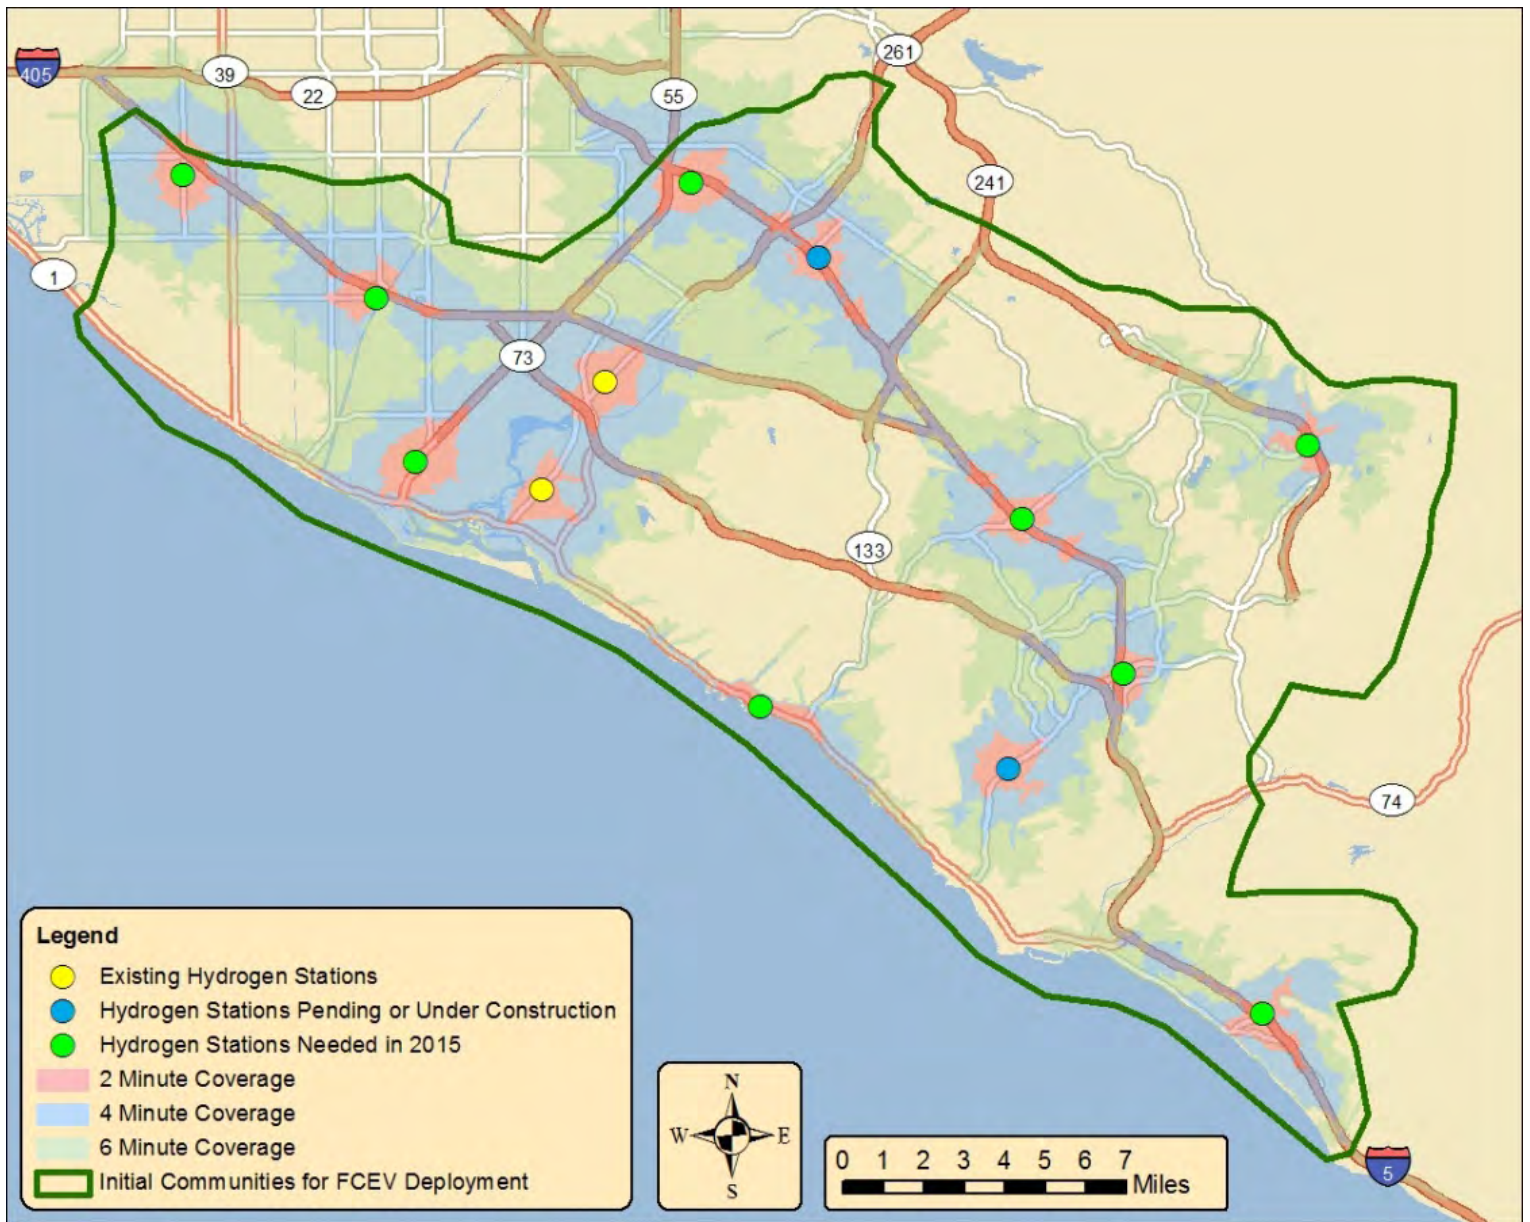 261
405
39
22
55
241
1
73
133
74
Legend
Existing Hydrogen Stations
Hydrogen Stations Pending or Under Construction
Hydrogen Stations Needed in 2015
2 Minute Coverage
4 Minute Coverage
6 Minute Coverage
Initial Communities for FCEV Deployment
N
W E
S
0 1 2 3 4 5 6 7
Miles
5